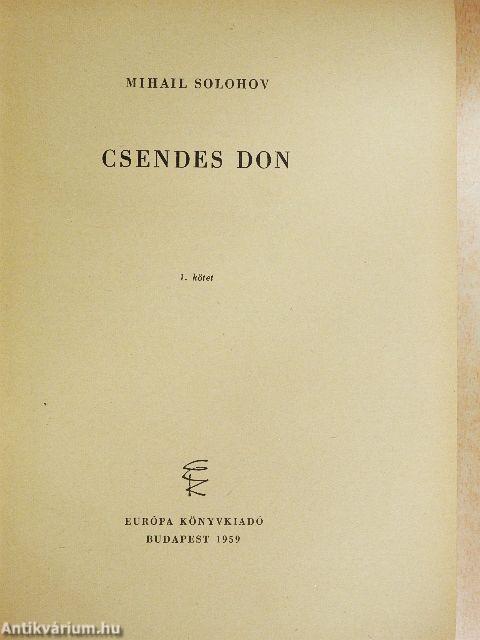 MIHAIL SOLOHOV
CSENDES DON
1. kötet
EURÓPA KÖNYVKIADÓ
BUDAPEST 1959
Antikvárium.hu